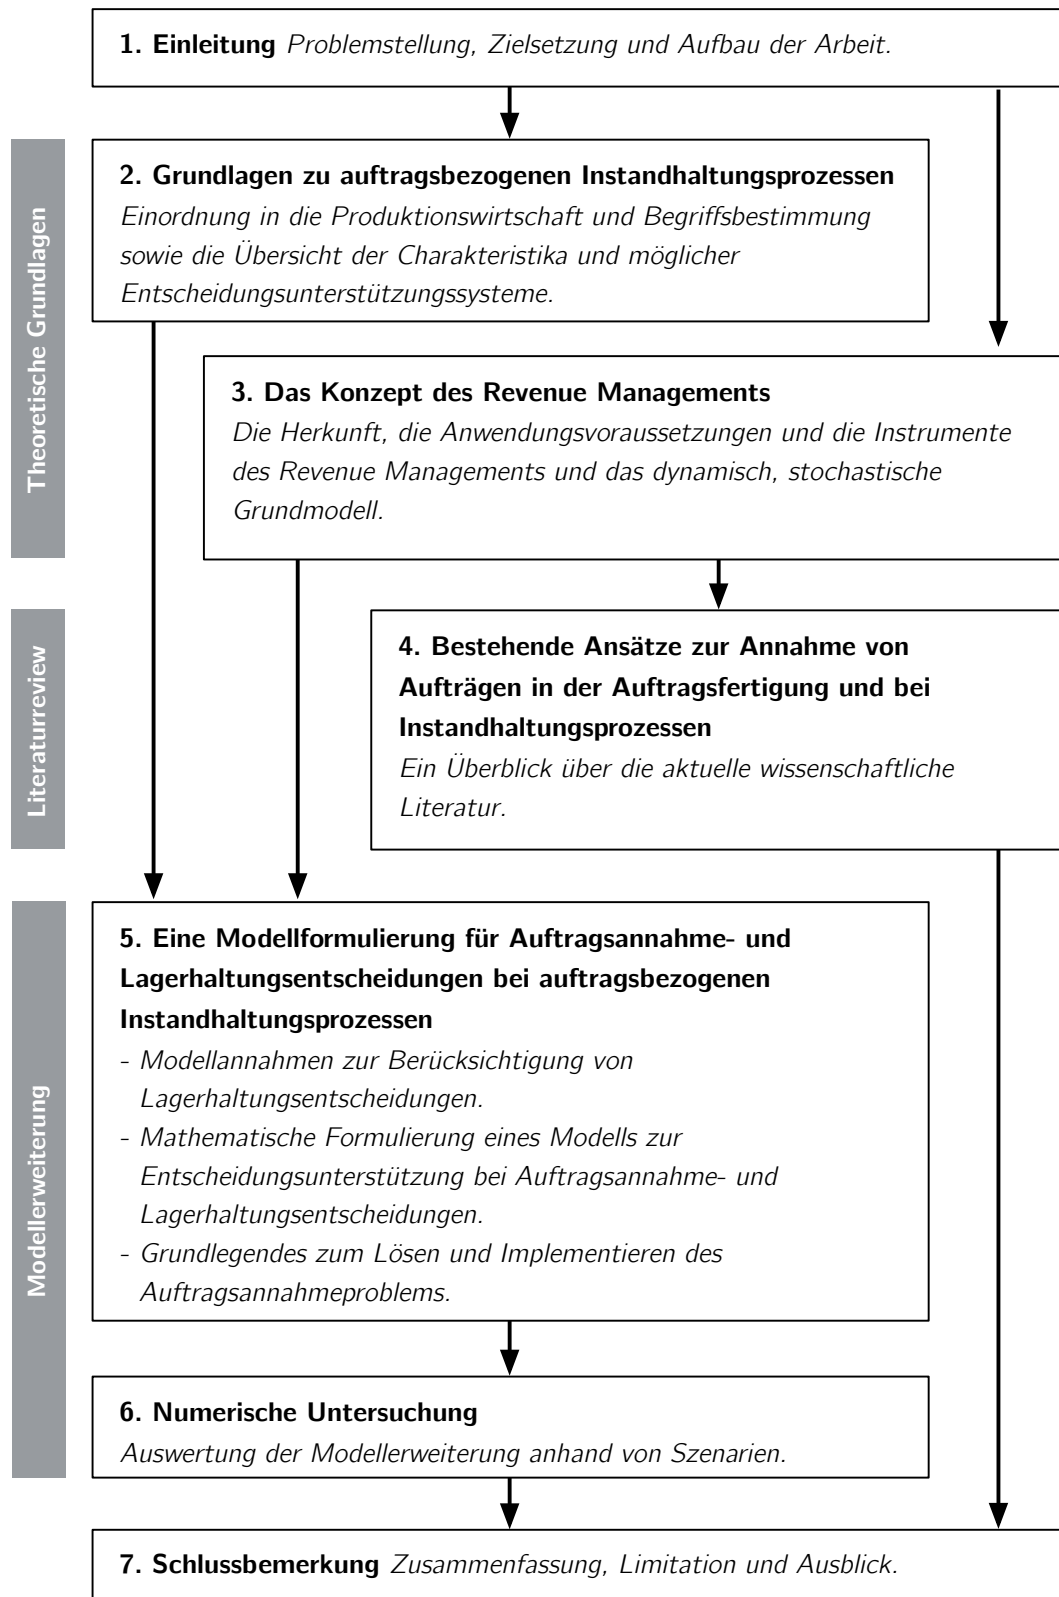 1. Einleitung Problemstellung, Zielsetzung und Aufbau der Arbeit.
Theoretische Grundlagen
2. Grundlagen zu auftragsbezogenen Instandhaltungsprozessen
Einordnung in die Produktionswirtschaft und Begriffsbestimmung
sowie die Übersicht der Charakteristika und möglicher
Entscheidungsunterstützungssysteme.
3. Das Konzept des Revenue Managements
Die Herkunft, die Anwendungsvoraussetzungen und die Instrumente
des Revenue Managements und das dynamisch, stochastische
Grundmodell.
Literaturreview
4. Bestehende Ansätze zur Annahme von
Aufträgen in der Auftragsfertigung und bei
Instandhaltungsprozessen
Ein Überblick über die aktuelle wissenschaftliche
Literatur.
Modellerweiterung
5. Eine Modellformulierung für Auftragsannahme- und
Lagerhaltungsentscheidungen bei auftragsbezogenen
Instandhaltungsprozessen
- Modellannahmen zur Berücksichtigung von
Lagerhaltungsentscheidungen.
- Mathematische Formulierung eines Modells zur
Entscheidungsunterstützung bei Auftragsannahme- und
Lagerhaltungsentscheidungen.
- Grundlegendes zum Lösen und Implementieren des
Auftragsannahmeproblems.
6. Numerische Untersuchung
Auswertung der Modellerweiterung anhand von Szenarien.
7. Schlussbemerkung Zusammenfassung, Limitation und Ausblick.